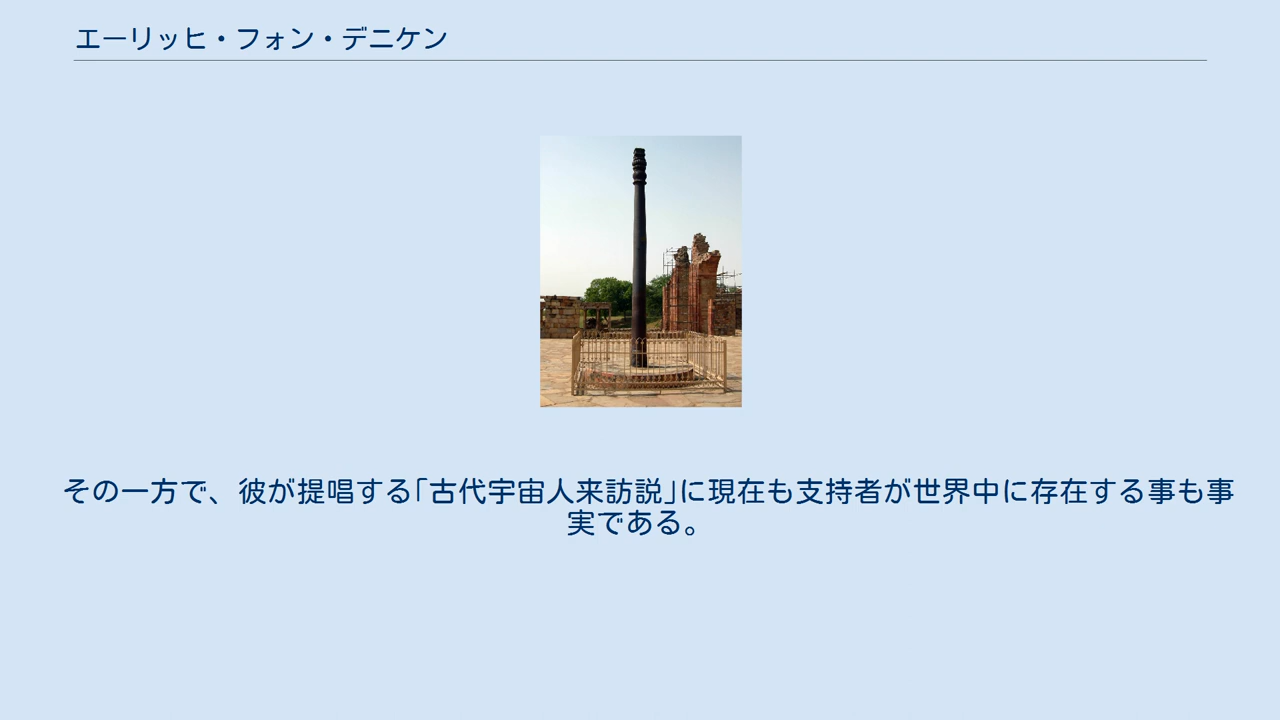 エーリッヒ・フォン・デニケン
その一方で、彼が提唱する｢古代宇宙人来訪説｣に現在も支持者が世界中に存在する事も事
実である。